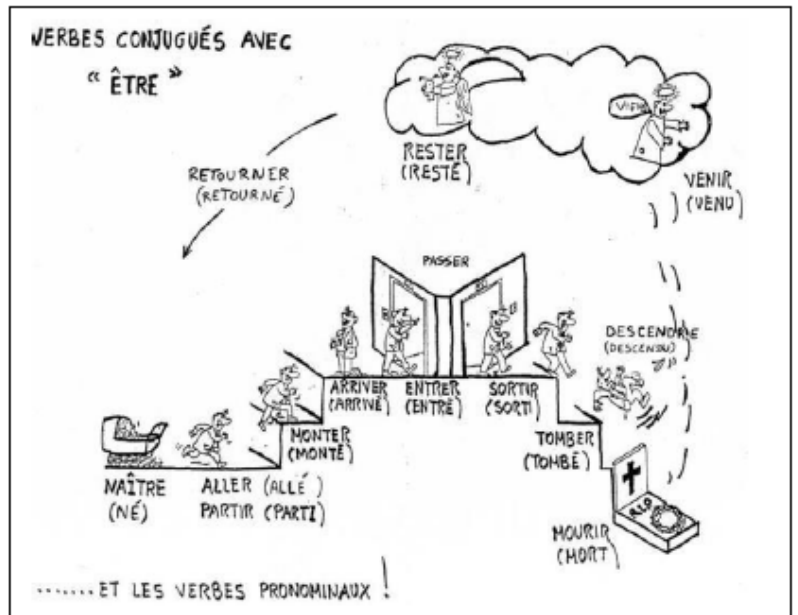 VERBES CONJUGUÉS AVEC
" ÊTRE "
RETOURNER
(RETOURNÉ)
RESTER
(RESTÉ)
VIENS
VENIR
(VENU)
PASSER
DESCENDRE
(DESCENDU)
ARRIVER
(ARRIVÉ)
ENTRER
(ENTRÉ)
SORTIR
(SORTI)
MONTER
(MONTÉ)
TOMBER
(TOMBÉ)
NAÎTRE
(NÉ)
ALLER (ALLÉ)
PARTIR (PARTI)
R.I.P
MOURIR
(MORT)
.......ET LES VERBES PRONOMINAUX !